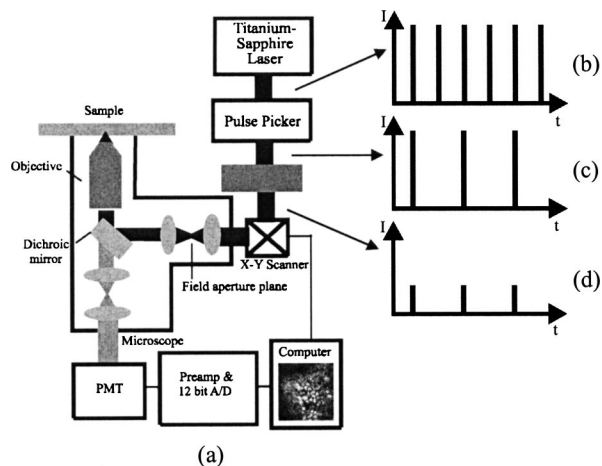 Titanium-
Sapphire
Laser
Pulse Picker
Sample
Objective
Dichroic
mirror
X-Y Scanner
Field aperture plane
Microscope
Computer
PMT
Preamp &
12 bit A/D
(a)
I
t
(b)
I
t
(c)
I
t
(d)